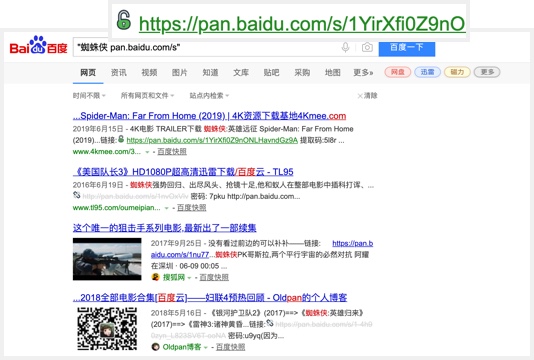 https://pan.baidu.com/s/1YirXfi0Z9nO
Bai du 百度
"蜘蛛侠 pan.baidu.com/s"
百度一下
网页 资讯 视频 图片 知道 文库 贴吧 采购 地图 更多»
网盘 迅雷 磁力 更多
时间不限 所有网页和文件 站点内检索 清除
...Spider-Man: Far From Home (2019) | 4K资源下载基地4Kmee.com
2019年6月15日 - 4K电影 TRAILER下载 蜘蛛侠:英雄远征 Spider-Man: Far From Home
(2019)...链接: https://pan.baidu.com/s/1YirXfi0Z9nONLHavndGz9A 提取码:5i8r ...
www.4kmee.com/3... - 百度快照
《美国队长3》HD1080P超高清迅雷下载/百度云 - TL95
2016年6月19日 - 蜘蛛侠强势回归、出尽风头、抢镜十足,他和蚁人在整部电影中插科打诨、...
密码: 7pku http://pan.baidu.com...
www.tl95.com/oumeipian... - 百度快照
这个唯一的狙击手系列电影,最新出了一部续集
2017年9月25日 - 没有看过前边的可以补补——链接: https://pan.b
aidu.com/s/1nu77...蜘蛛侠PK哥斯拉,两个平行宇宙的必然对抗 阿耀
在深圳 · 06-09 00:05 ...
搜狐网 - 百度快照
...2018全部电影合集[百度云]——妇联4预热回顾 - Oldpan的个人博客
2018年5月16日 - 《银河护卫队2》(2017)==>《蜘蛛侠:英雄归来》
(2017)==>《雷神3:诸神黄昏...链接:
密码:u9yq(因为...
Oldpan博客 - 百度快照